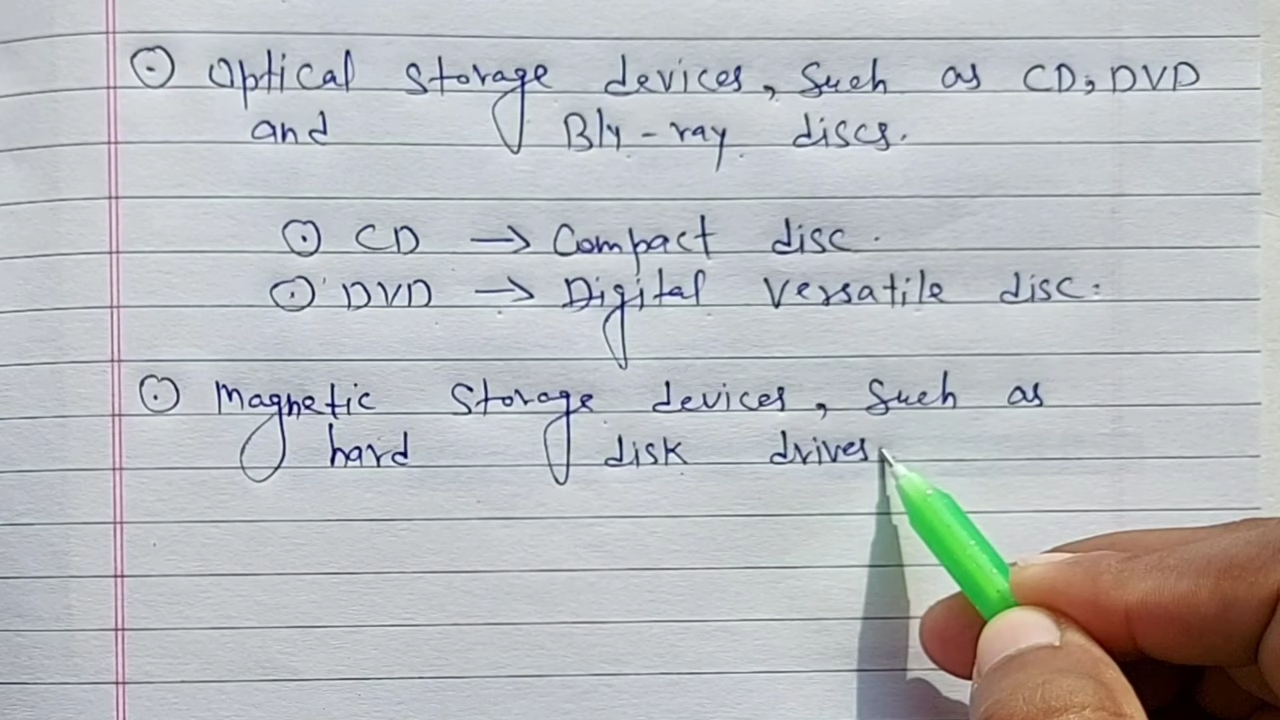 ⊙ Optical storage devices, such as CD, DVD
and Bly-ray discs.
⊙ CD → Compact disc.
⊙ DVD → Digital versatile disc.
⊙ Magnetic storage devices, such as
hard disk drives